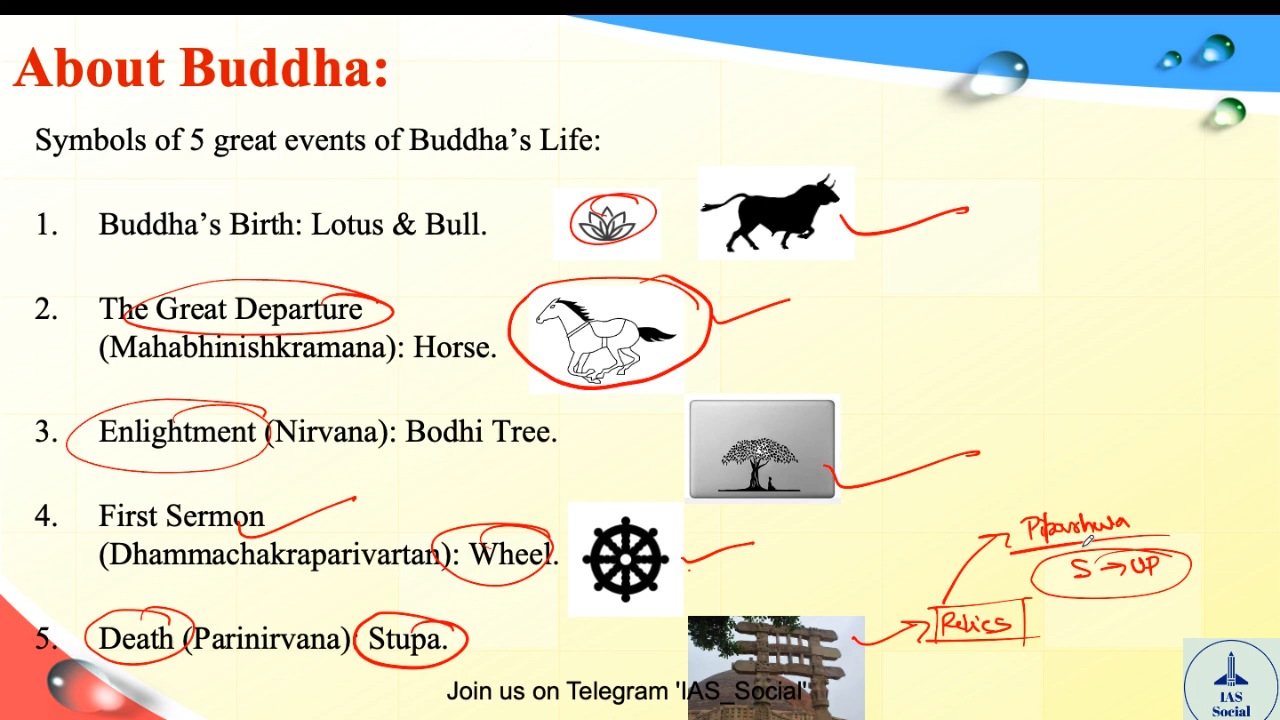 About Buddha:
Symbols of 5 great events of Buddha’s Life:
1. Buddha’s Birth: Lotus & Bull.
2. The Great Departure
(Mahabhinishkramana): Horse.
3. Enlightment (Nirvana): Bodhi Tree.
4. First Sermon
(Dhammachakraparivartan): Wheel.
5. Death (Parinirvana): Stupa.
S → UP
Relics
Join us on Telegram 'IAS_Social'
IAS
Social